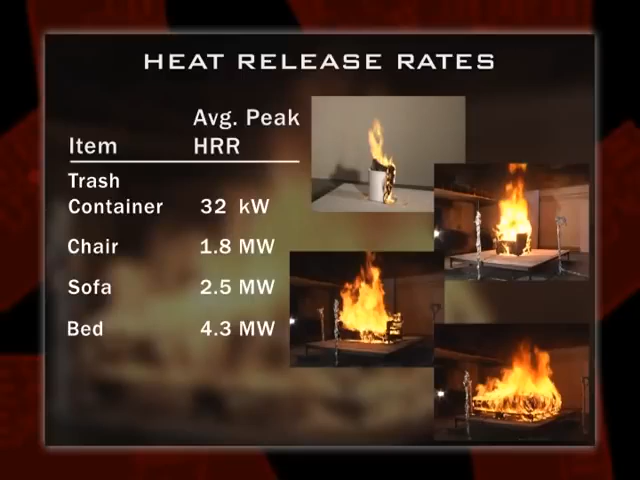 HEAT RELEASE RATES
Avg. Peak
Item HRR
Trash
Container 32 kW
Chair 1.8 MW
Sofa 2.5 MW
Bed 4.3 MW